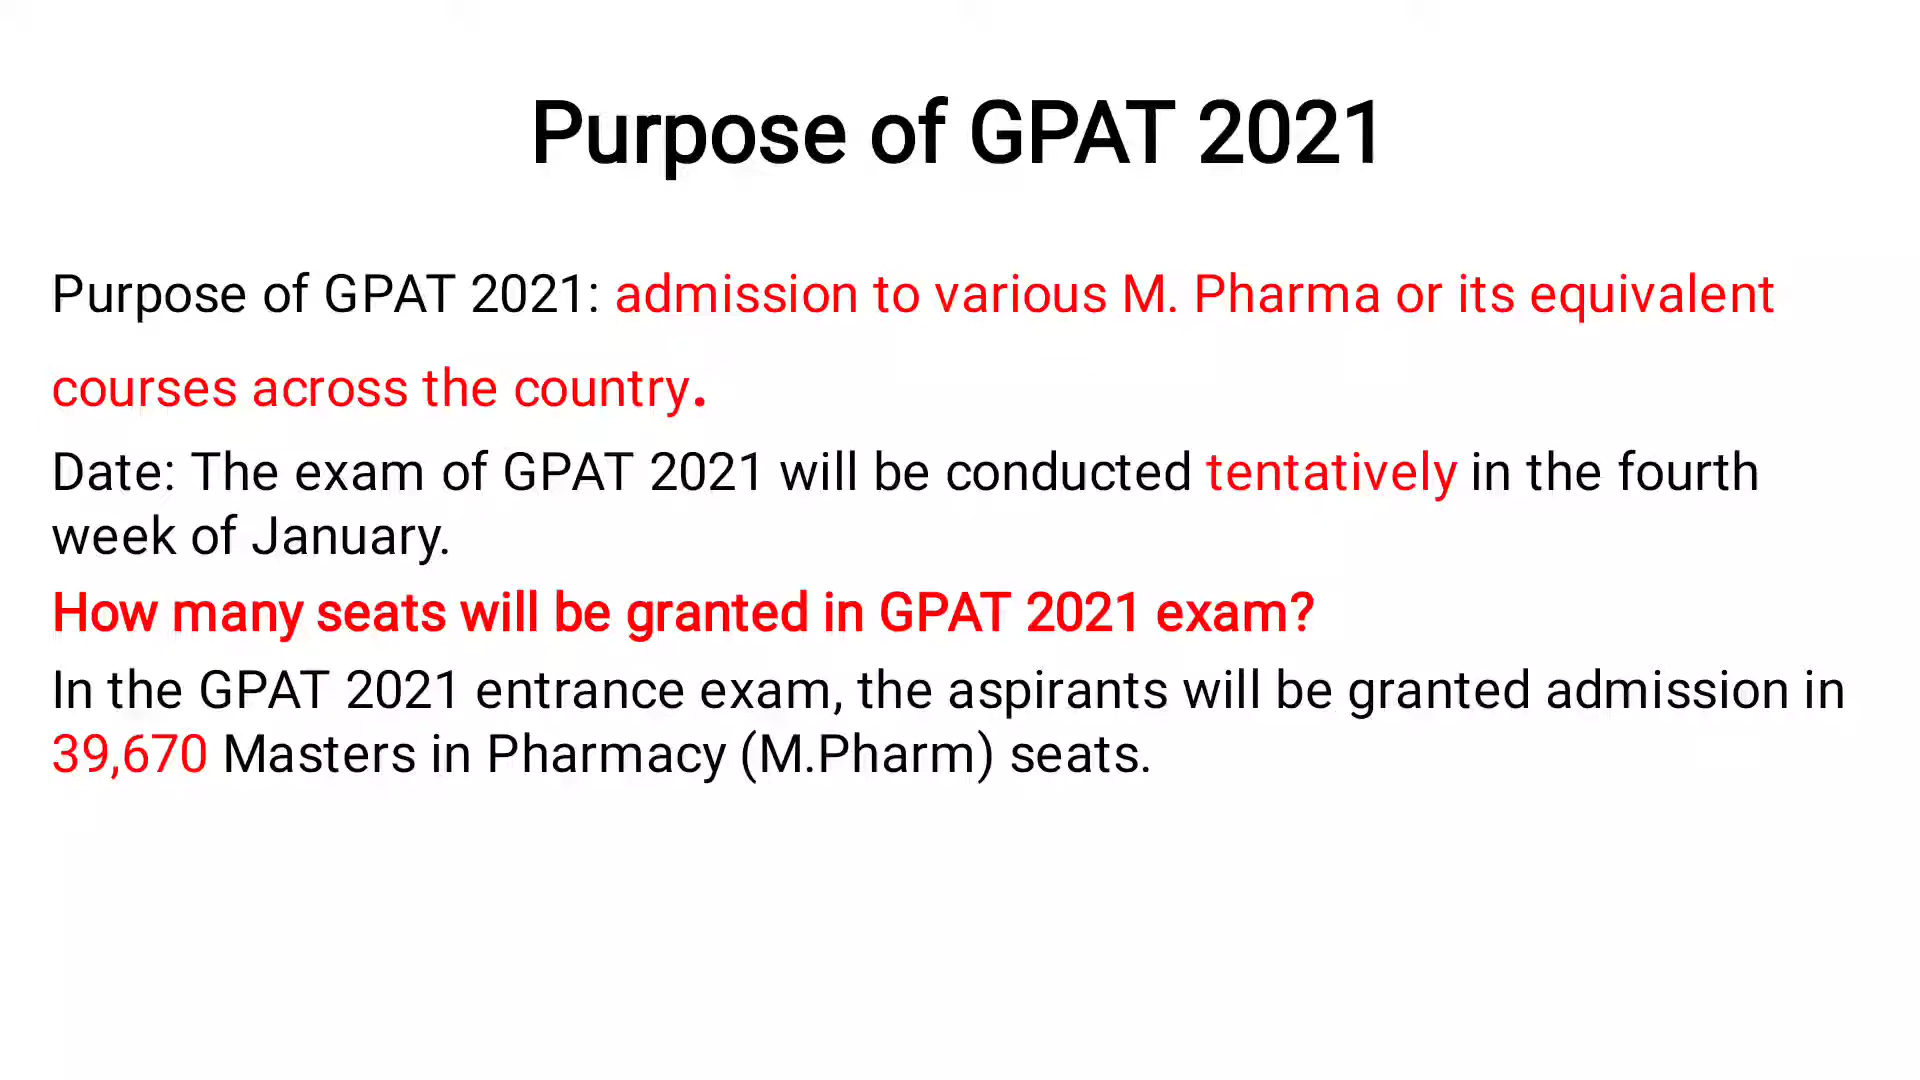 Purpose of GPAT 2021
Purpose of GPAT 2021: admission to various M. Pharma or its equivalent
courses across the country.
Date: The exam of GPAT 2021 will be conducted tentatively in the fourth
week of January.
How many seats will be granted in GPAT 2021 exam?
In the GPAT 2021 entrance exam, the aspirants will be granted admission in
39,670 Masters in Pharmacy (M.Pharm) seats.